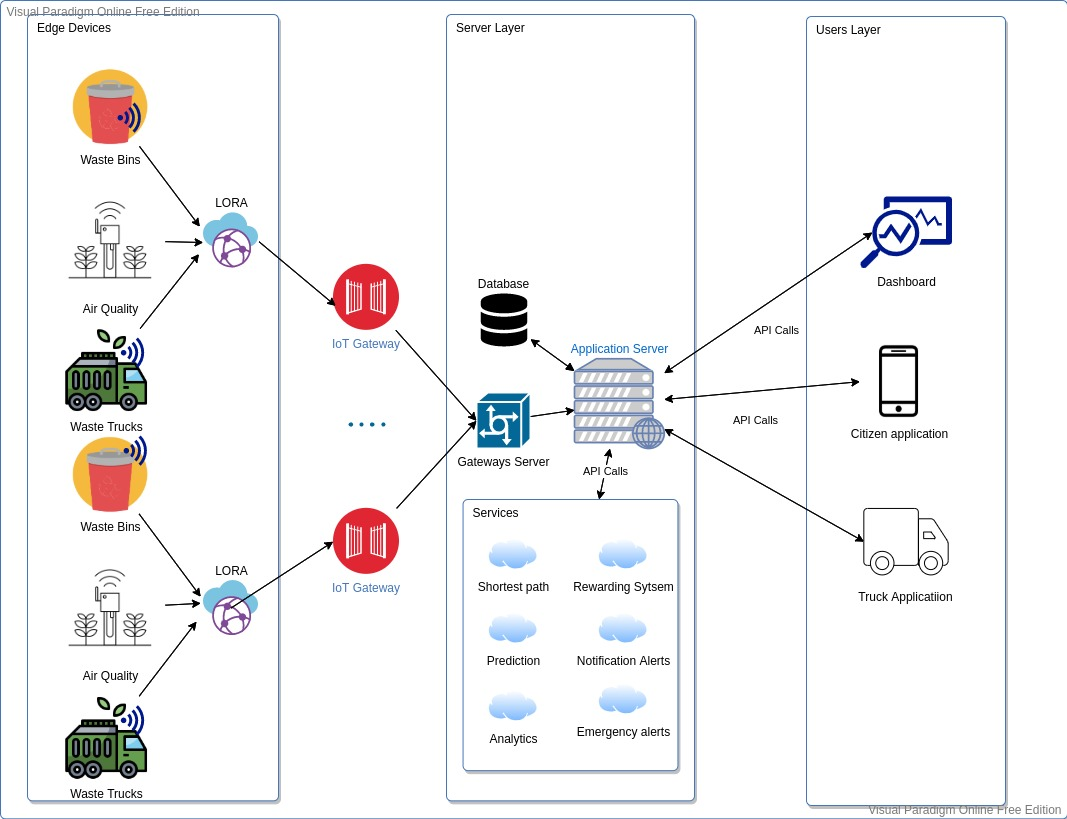 Visual Paradigm Online Free Edition
Edge Devices
Waste Bins
LORA
Air Quality
Waste Trucks
Waste Bins
LORA
Air Quality
Waste Trucks
IoT Gateway
IoT Gateway
Server Layer
Database
Application Server
Gateways Server
API Calls
Services
Shortest path
Rewarding Sytsem
Prediction
Notification Alerts
Analytics
Emergency alerts
API Calls
API Calls
Users Layer
Dashboard
Citizen application
Truck Applicatiion
Visual Paradigm Online Free Edition